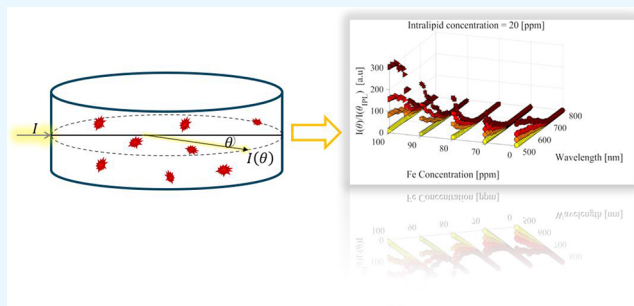 I
θ
I(θ)
Intralipid concentration = 20 [ppm]
I(θ)/I(θ_IPL) [a.u]
300
200
100
0
100
90
80
70
0
500
600
700
800
Wavelength [nm]
Fe Concentration [ppm]